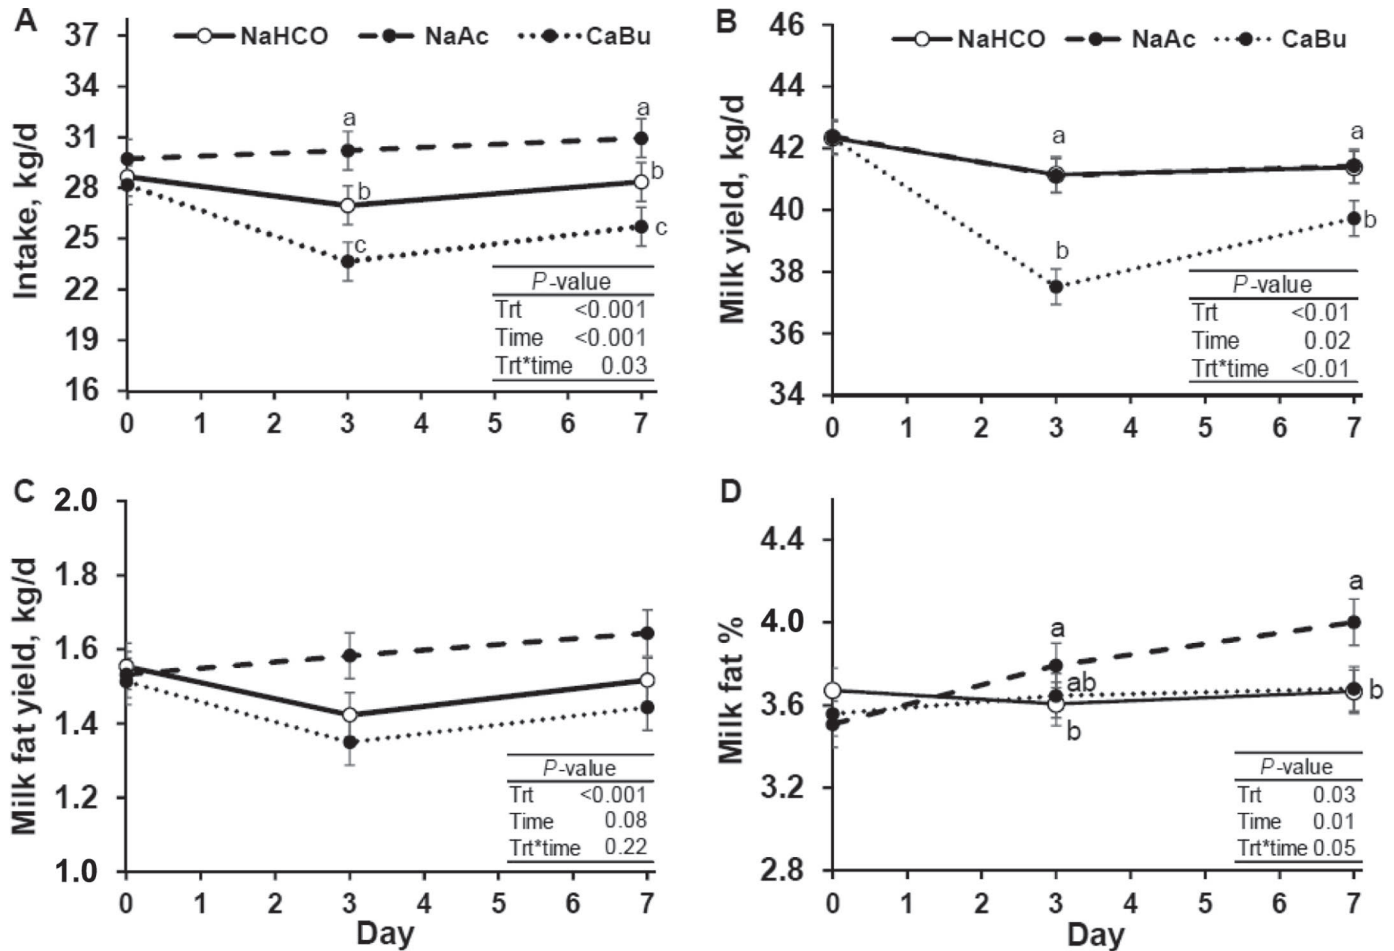 A
37
34
31
28
25
22
19
16
Intake, kg/d
NaHCO NaAc CaBu
a
a
b
b
c
c
P-value
Trt <0.001
Time <0.001
Trt*time 0.03
0 1 2 3 4 5 6 7
B
46
44
42
40
38
36
34
Milk yield, kg/d
NaHCO NaAc CaBu
a
a
b
b
P-value
Trt <0.01
Time 0.02
Trt*time <0.01
0 1 2 3 4 5 6 7
C
2.0
1.8
1.6
1.4
1.2
1.0
Milk fat yield, kg/d
P-value
Trt <0.001
Time 0.08
Trt*time 0.22
0 1 2 3 4 5 6 7
Day
D
4.4
4.0
3.6
3.2
2.8
Milk fat %
a
a
ab
b
b
P-value
Trt 0.03
Time 0.01
Trt*time 0.05
0 1 2 3 4 5 6 7
Day